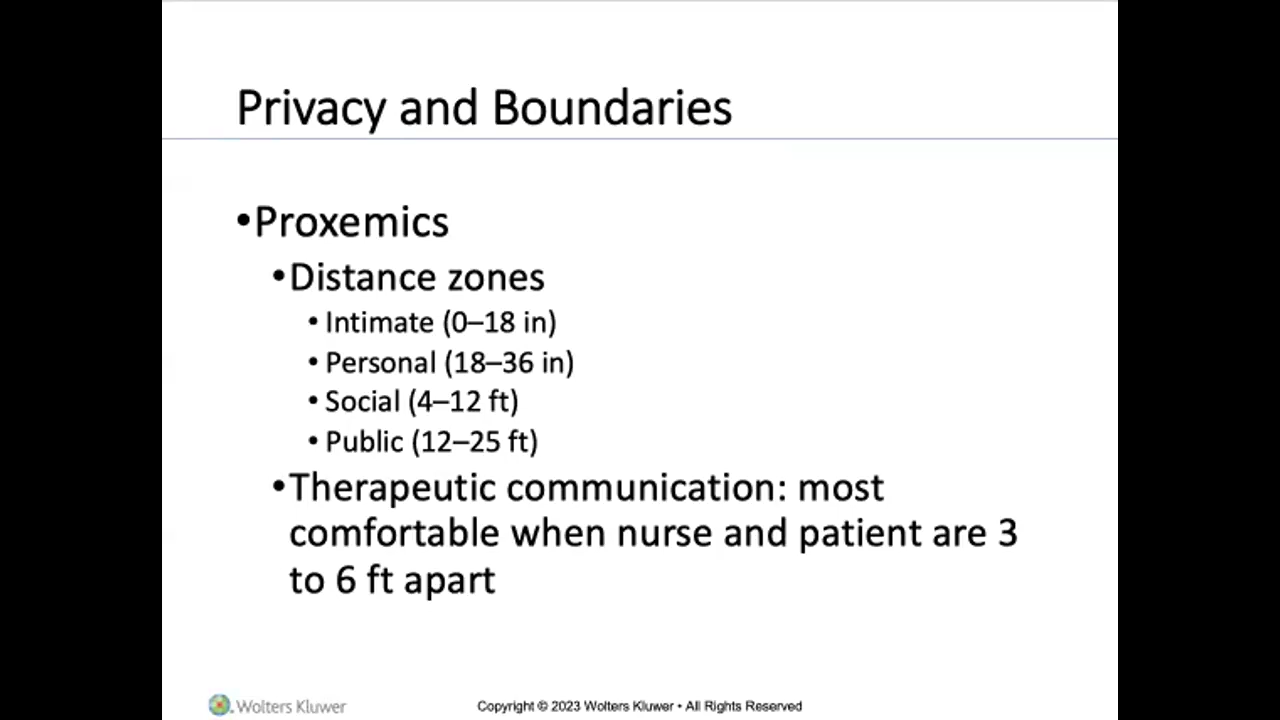 Privacy and Boundaries
•Proxemics
•Distance zones
• Intimate (0–18 in)
• Personal (18–36 in)
• Social (4–12 ft)
• Public (12–25 ft)
•Therapeutic communication: most
comfortable when nurse and patient are 3
to 6 ft apart
Wolters Kluwer
Copyright © 2023 Wolters Kluwer • All Rights Reserved